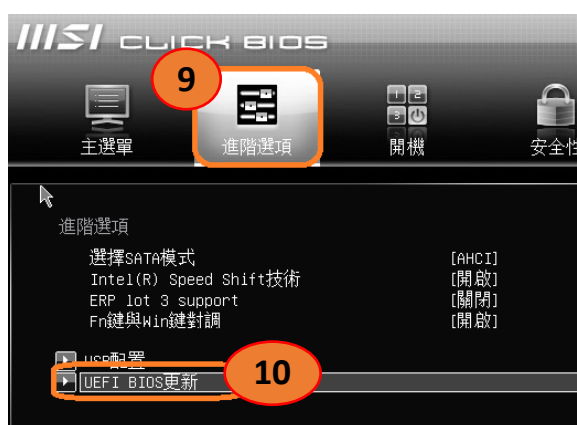 msi CLICK BIOS
9
主選單 進階選項 開機 安全性
進階選項
選擇SATA模式 [AHCI]
Intel(R) Speed Shift技術 [開啟]
ERP lot 3 support [關閉]
Fn鍵與Win鍵對調 [開啟]
USB配置
UEFI BIOS更新 10